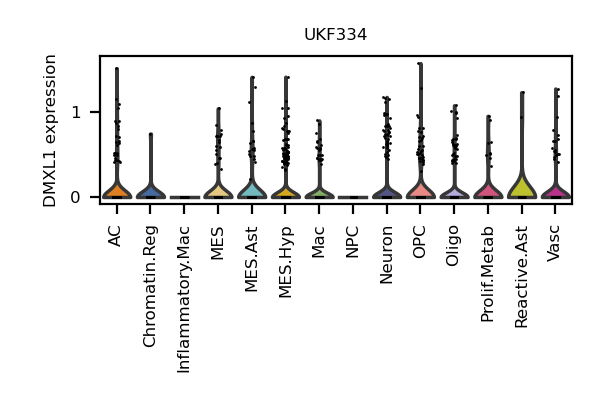 UKF334
DMXL1 expression
1
0
AC
Chromatin.Reg
Inflammatory.Mac
MES
MES.Ast
MES.Hyp
Mac
NPC
Neuron
OPC
Oligo
Prolif.Metab
Reactive.Ast
Vasc